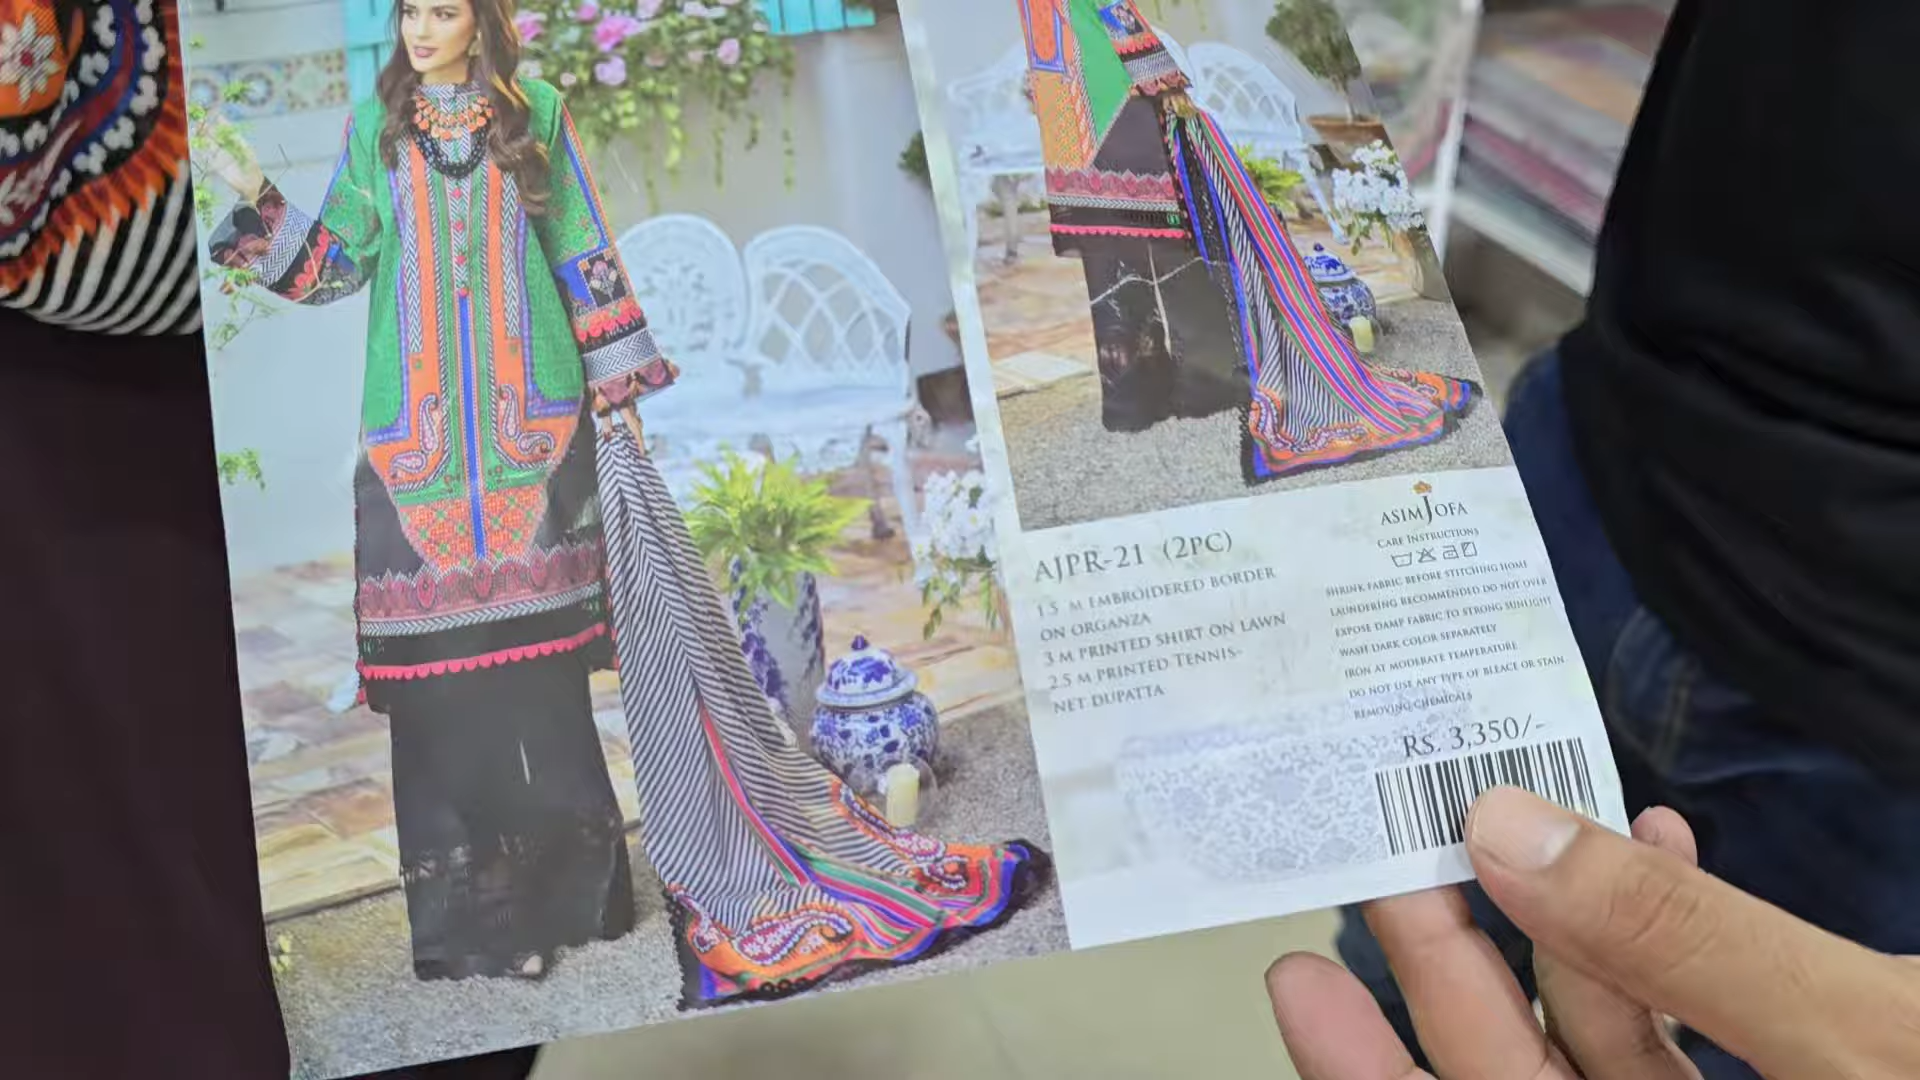 AJPR-21 (2PC)
1.5 M EMBROIDERED BORDER
ON ORGANZA
3 M PRINTED SHIRT ON LAWN
2.5 M PRINTED TENNIS-
NET DUPATTA
ASIM JOFA
CARE INSTRUCTIONS
SHRINK FABRIC BEFORE STITCHING HOME
LAUNDERING RECOMMENDED DO NOT OVER
EXPOSE DAMP FABRIC TO STRONG SUNLIGHT
WASH DARK COLOR SEPARATELY
IRON AT MODERATE TEMPERATURE
DO NOT USE ANY TYPE OF BLEACE OR STAIN
REMOVING CHEMICALS
RS. 3,350/-